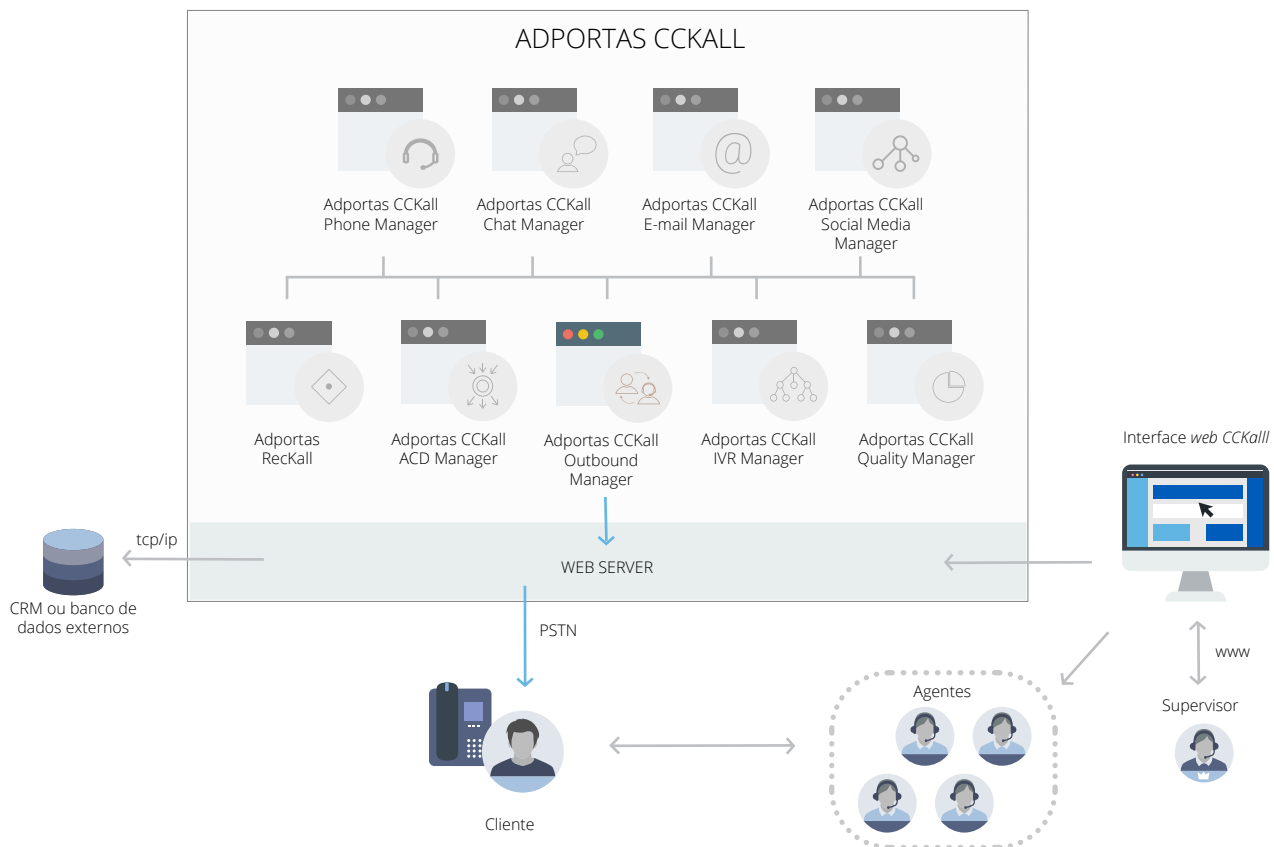 ADPORTAS CCKALL
Adportas CCKall
Phone Manager
Adportas CCKall
Chat Manager
@
Adportas CCKall
E-mail Manager
Adportas CCKall
Social Media
Manager
Adportas
RecKall
Adportas CCKall
ACD Manager
Adportas CCKall
Outbound
Manager
Adportas CCKall
IVR Manager
Adportas CCKall
Quality Manager
Interface web CCKalll
tcp/ip
WEB SERVER
CRM ou banco de
dados externos
PSTN
www
Agentes
Supervisor
Cliente